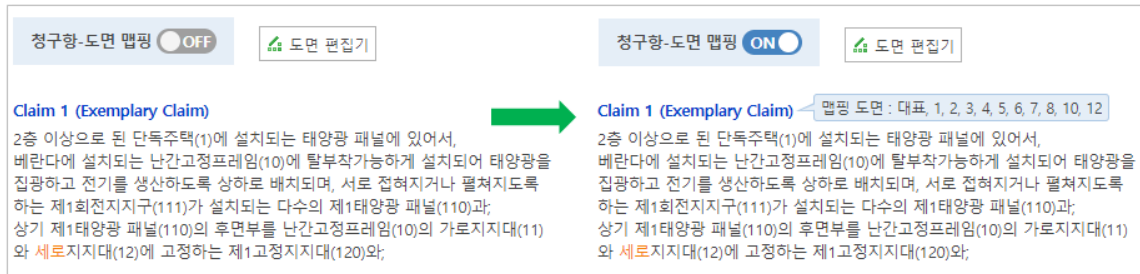 청구항-도면 맵핑 OFF 도면 편집기
Claim 1 (Exemplary Claim)
2층 이상으로 된 단독주택(1)에 설치되는 태양광 패널에 있어서,
베란다에 설치되는 난간고정프레임(10)에 탈부착가능하게 설치되어 태양광을
집광하고 전기를 생산하도록 상하로 배치되며, 서로 접혀지거나 펼쳐지도록
하는 제1회전지지구(111)가 설치되는 다수의 제1태양광 패널(110)과;
상기 제1태양광 패널(110)의 후면부를 난간고정프레임(10)의 가로지지대(11)
와 세로지지대(12)에 고정하는 제1고정지지대(120)와;
청구항-도면 맵핑 ON 도면 편집기
Claim 1 (Exemplary Claim) 맵핑 도면 : 대표, 1, 2, 3, 4, 5, 6, 7, 8, 10, 12
2층 이상으로 된 단독주택(1)에 설치되는 태양광 패널에 있어서,
베란다에 설치되는 난간고정프레임(10)에 탈부착가능하게 설치되어 태양광을
집광하고 전기를 생산하도록 상하로 배치되며, 서로 접혀지거나 펼쳐지도록
하는 제1회전지지구(111)가 설치되는 다수의 제1태양광 패널(110)과;
상기 제1태양광 패널(110)의 후면부를 난간고정프레임(10)의 가로지지대(11)
와 세로지지대(12)에 고정하는 제1고정지지대(120)와;